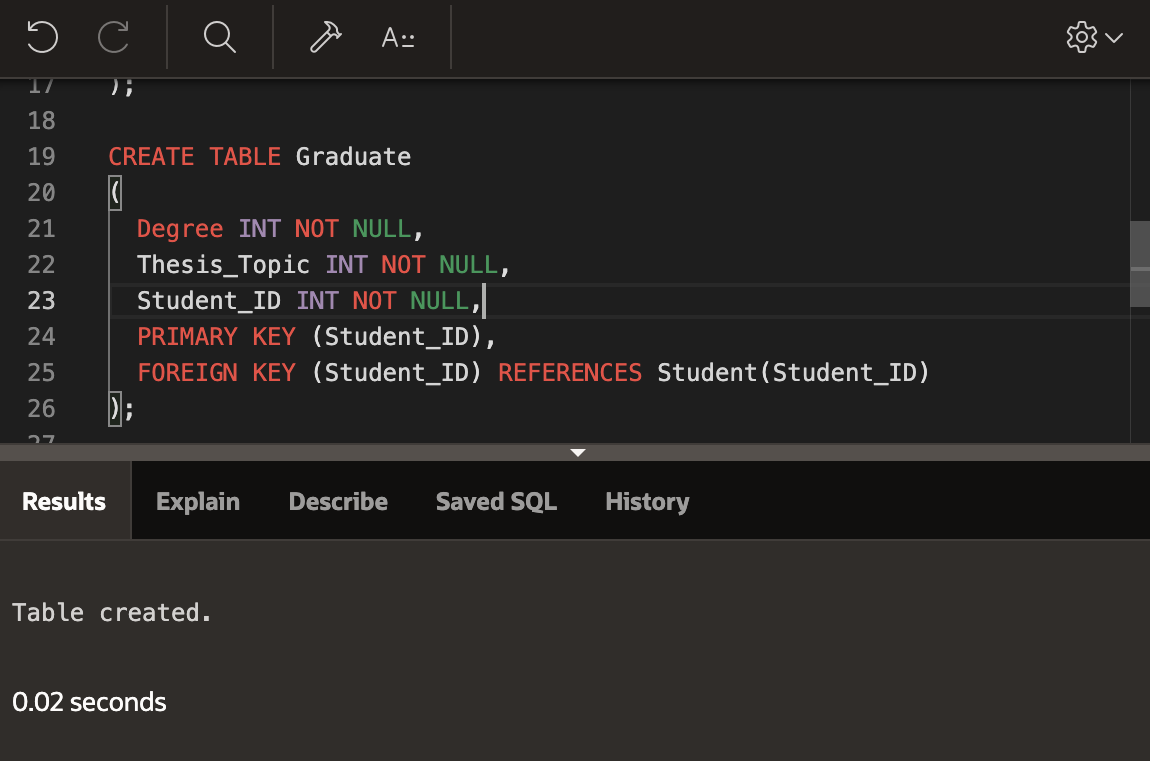 A::
17 );
18
19 CREATE TABLE Graduate
20 (
21 Degree INT NOT NULL,
22 Thesis_Topic INT NOT NULL,
23 Student_ID INT NOT NULL,
24 PRIMARY KEY (Student_ID),
25 FOREIGN KEY (Student_ID) REFERENCES Student(Student_ID)
26 );
27
Results Explain Describe Saved SQL History
Table created.
0.02 seconds